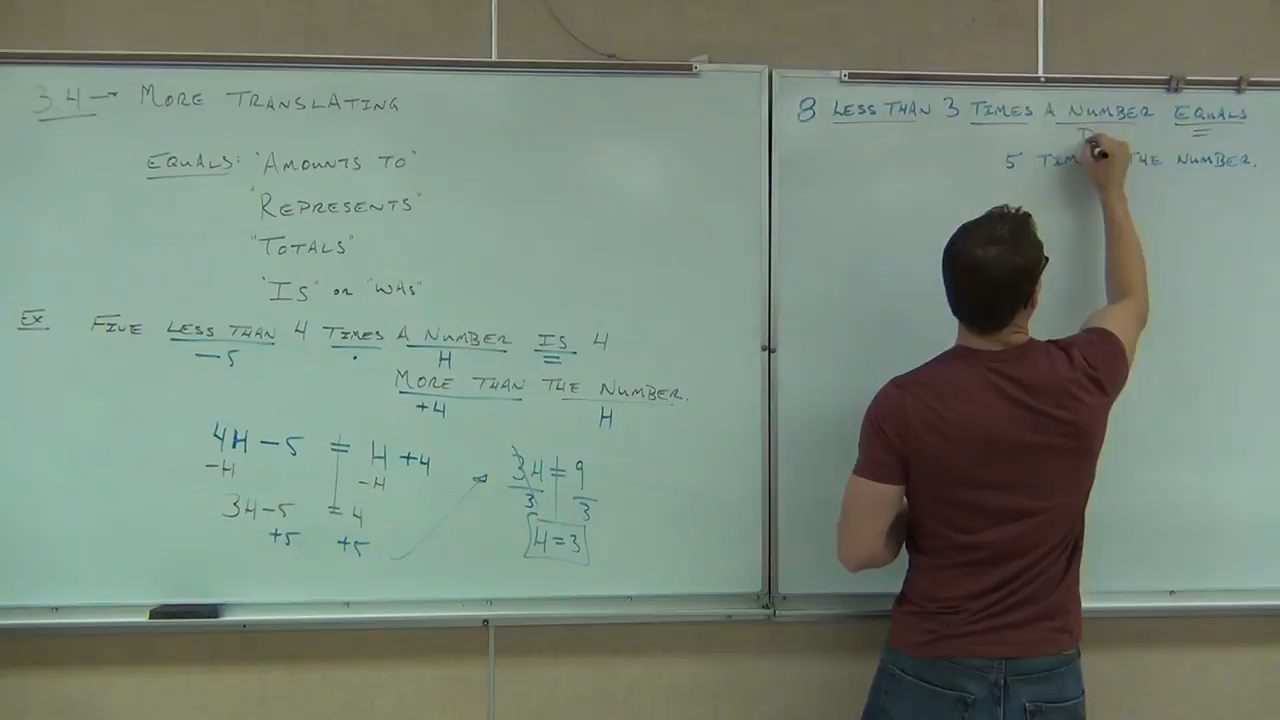 3.4 → MORE TRANSLATING
EQUALS: "AMOUNTS TO"
"REPRESENTS"
"TOTALS"
"IS" or "WAS"
EX FIVE LESS THAN 4 TIMES A NUMBER IS 4
-5 · H =
MORE THAN THE NUMBER.
+4 H
4H - 5 = H + 4
-H -H
3H - 5 = 4
+5 +5
3H = 9
3 3
H = 3
8 LESS THAN 3 TIMES A NUMBER EQUALS
=
5 THE NUMBER.